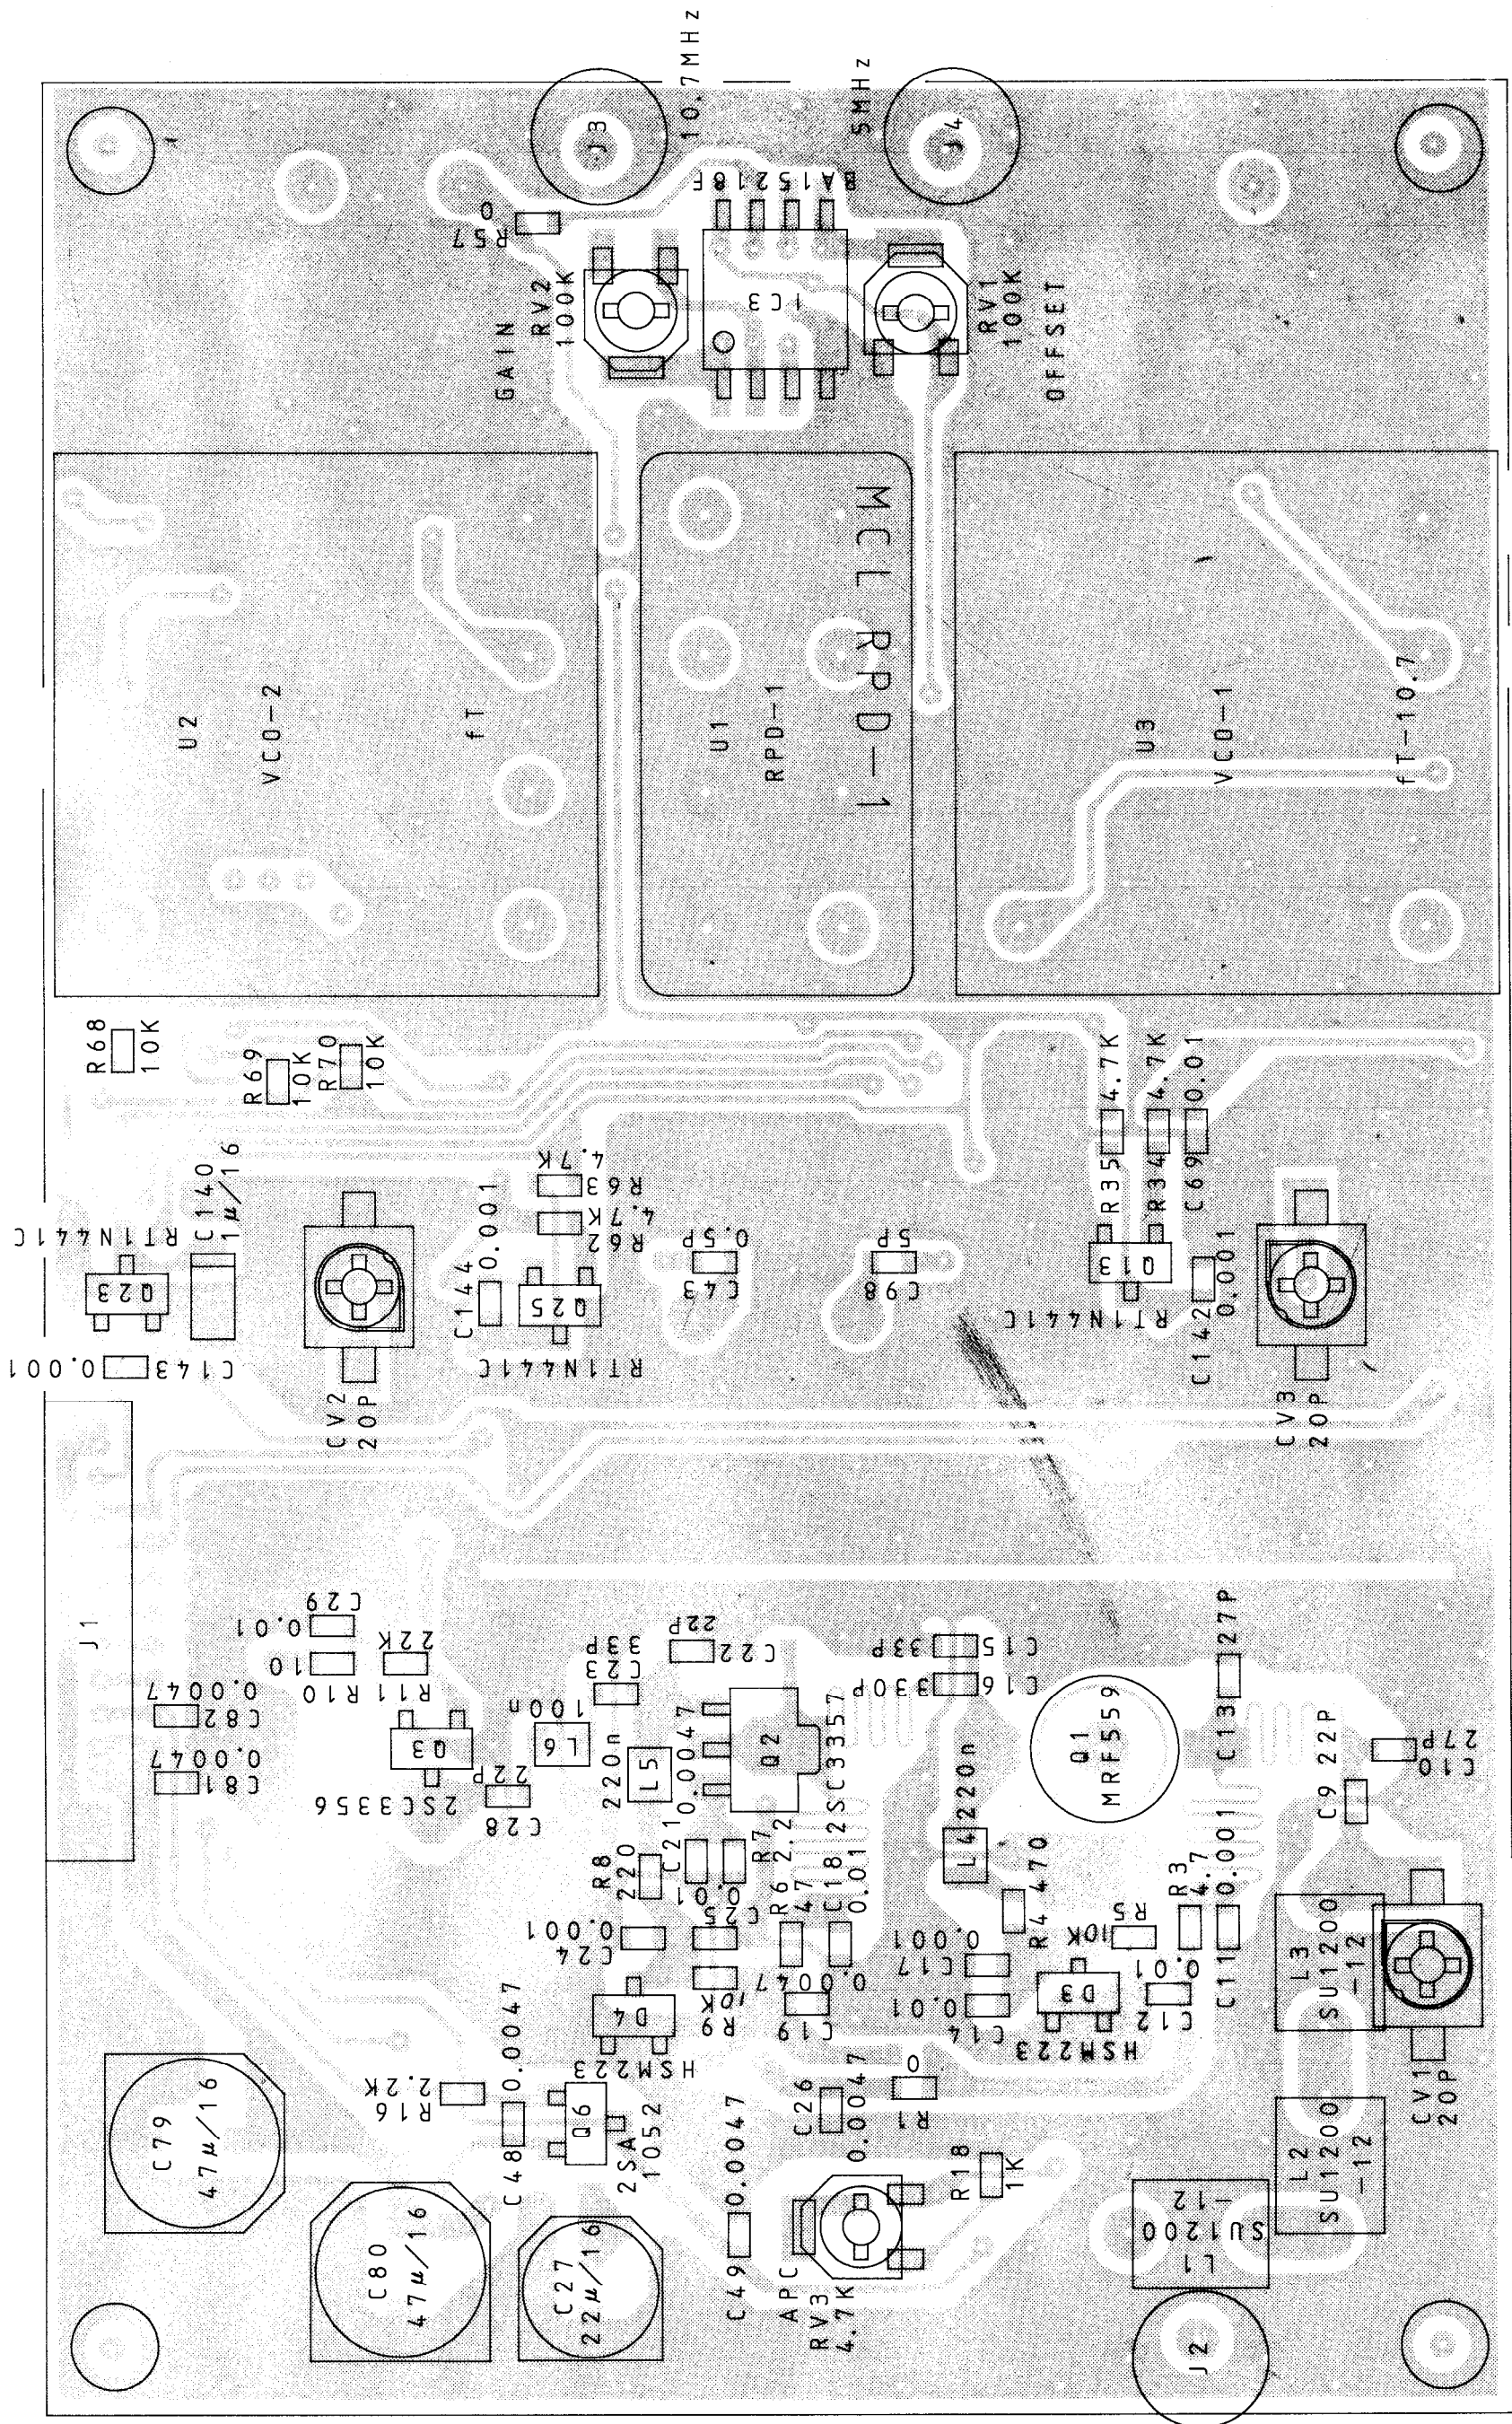 10.7MHz
5MHz
J3
J4
BA15218F
R57
0
GAIN
RV2
100K
IC3
RV1
100K
OFFSET
U2
VCO-2
fT
U1
RPD-1
MCL RPD-1
U3
VCO-1
fT-10.7
R68
10K
R69
10K
R70
10K
RT1N441C
Q23
C140
1μ/16
C143
0.001
CV2
20P
R63
4.7K
R62
4.7K
C144
0.001
Q25
RT1N441C
C43
0.5P
C98
5P
R35
4.7K
R34
4.7K
C69
0.01
Q13
RT1N441C
C142
0.001
CV3
20P
J1
C29
0.01
R10
10
R11
22K
C82
0.0047
C81
0.0047
Q3
2SC3356
C28
22P
L6
100n
C23
33P
C22
22P
L5
220n
Q2
2SC3357
C21
0.0047
R8
220
R7
2.2
C15
33P
C16
330P
Q1
MRF559
C13
27P
C9
22P
C10
27P
L4
220n
R4
470
R6
47
C18
0.01
C25
0.01
C24
0.001
D4
HSM223
R9
10K
C19
0.0047
C17
0.001
C14
0.01
D3
HSM223
R5
10K
R3
4.7
C11
0.001
C12
0.01
L3
SU1200
-12
CV1
20P
L2
SU1200
-12
L1
SU1200
-12
J2
C79
47μ/16
C80
47μ/16
C27
22μ/16
R16
2.2K
C48
0.0047
Q6
2SA
1052
C49
0.0047
C26
0.0047
R1
0
R18
1K
APC
RV3
4.7K